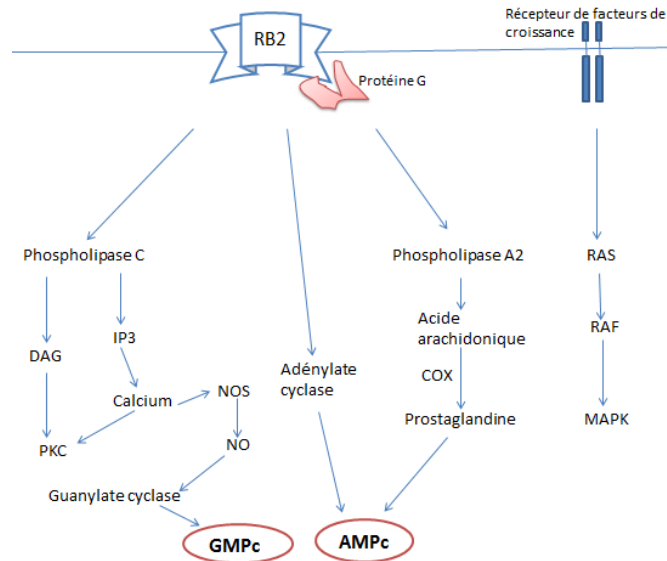 Récepteur de facteurs de
croissance
RB2
Protéine G
Phospholipase C
Phospholipase A2
RAS
IP3
Acide
arachidonique
RAF
DAG
Adénylate
cyclase
COX
Calcium
NOS
Prostaglandine
MAPK
PKC
NO
Guanylate cyclase
GMPc
AMPc